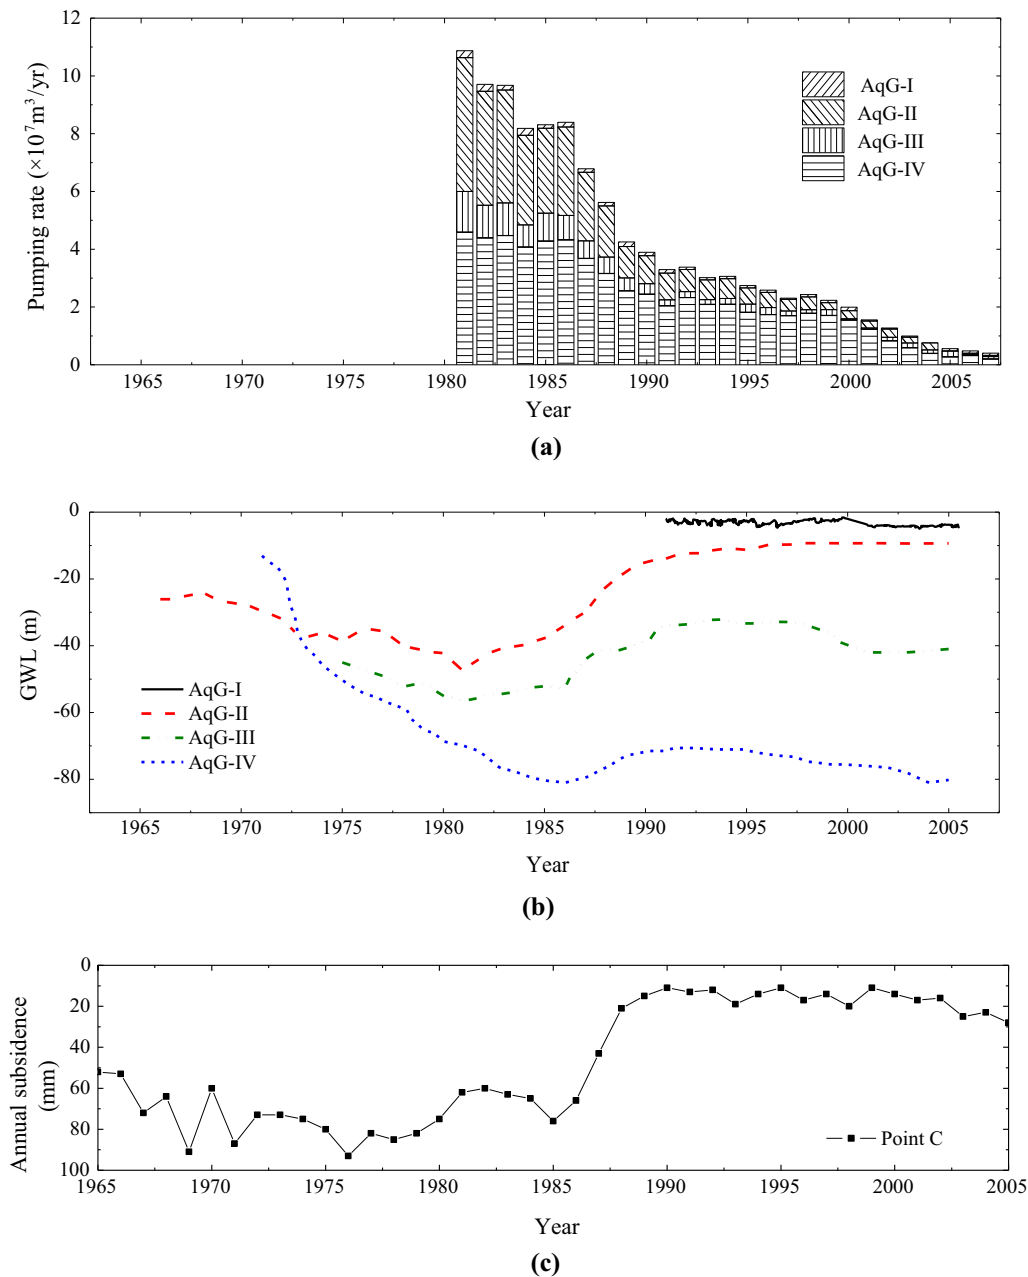 12
10
8
6
4
2
0
Pumping rate (×10⁷m³/yr)
AqG-I
AqG-II
AqG-III
AqG-IV
1965 1970 1975 1980 1985 1990 1995 2000 2005
Year
(a)
0
-20
-40
-60
-80
GWL (m)
AqG-I
AqG-II
AqG-III
AqG-IV
1965 1970 1975 1980 1985 1990 1995 2000 2005
Year
(b)
0
20
40
60
80
100
Annual subsidence
(mm)
Point C
1965 1970 1975 1980 1985 1990 1995 2000 2005
Year
(c)